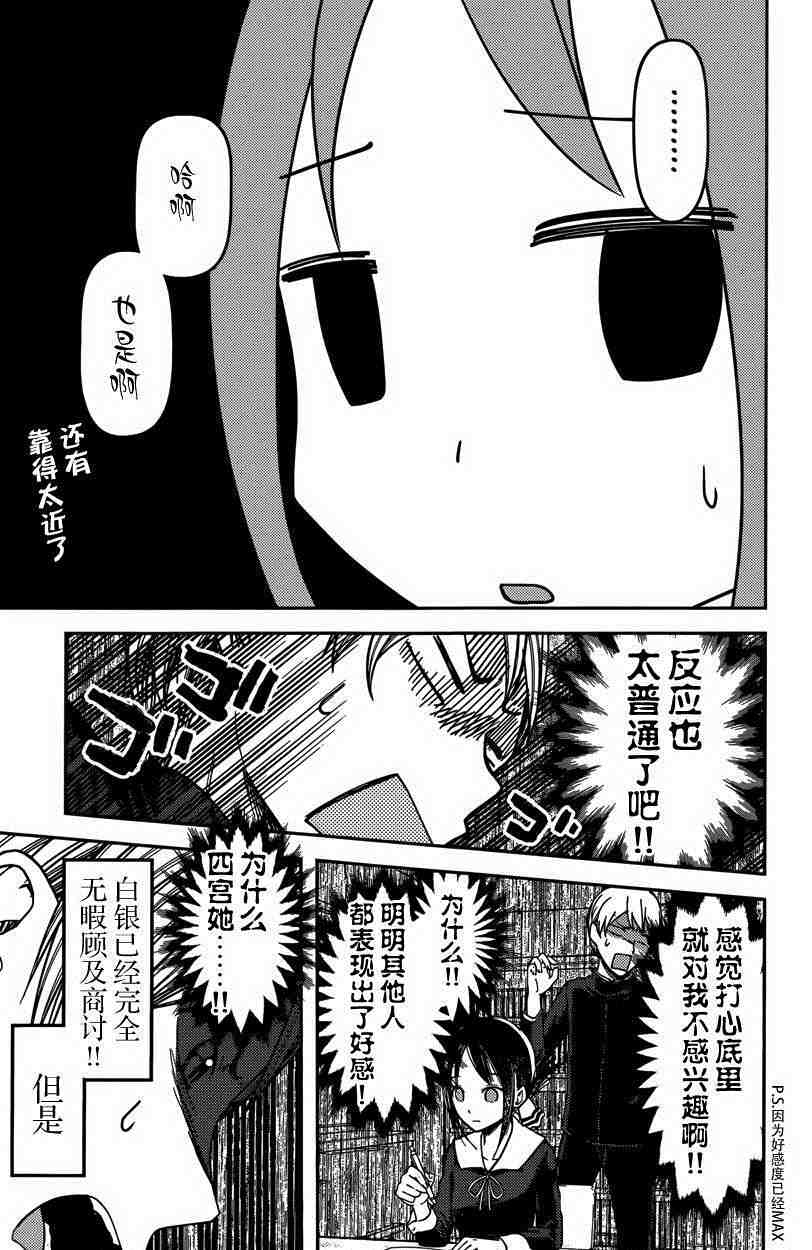 ………
哈啊
也是啊
还有
靠得太近了
反应也
太普通了吧!!
ゴゴゴ
感觉打心底里
就对我不感兴趣啊!!
为什么!!
明明其他人
都表现出了好感!
为什么
四宫她……!!
白银已经完全
无暇顾及商讨!!
但是
P.S.因为好感度已经MAX